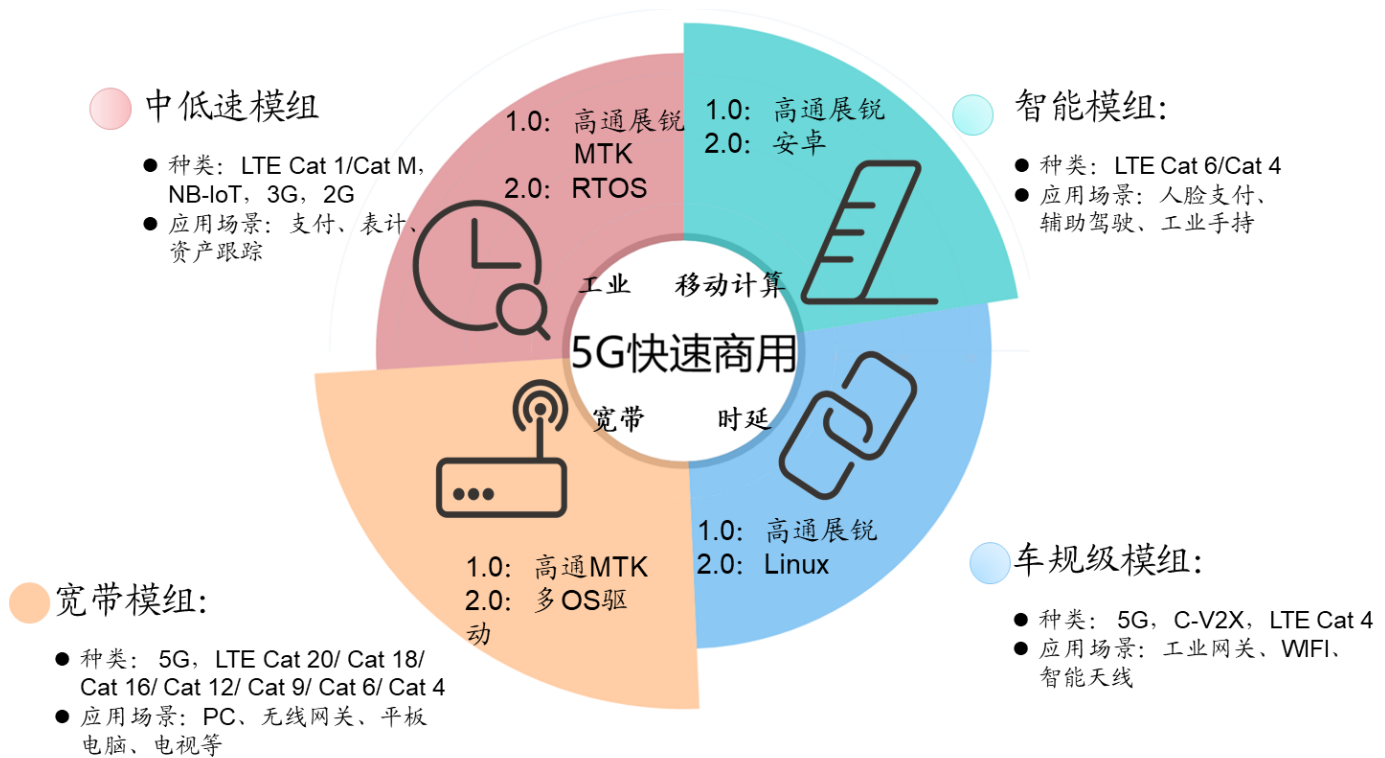 中低速模组
● 种类：LTE Cat 1/Cat M，
NB-IoT，3G，2G
● 应用场景：支付、表计、
资产跟踪
1.0： 高通展锐
MTK
2.0： RTOS
1.0： 高通展锐
2.0： 安卓
智能模组：
● 种类：LTE Cat 6/Cat 4
● 应用场景：人脸支付、
辅助驾驶、工业手持
工业 移动计算
5G快速商用
宽带 时延
宽带模组：
● 种类： 5G，LTE Cat 20/ Cat 18/
Cat 16/ Cat 12/ Cat 9/ Cat 6/ Cat 4
● 应用场景：PC、无线网关、平板
电脑、电视等
1.0： 高通MTK
2.0： 多OS驱
动
1.0： 高通展锐
2.0： Linux
车规级模组：
● 种类： 5G，C-V2X，LTE Cat 4
● 应用场景：工业网关、WIFI、
智能天线